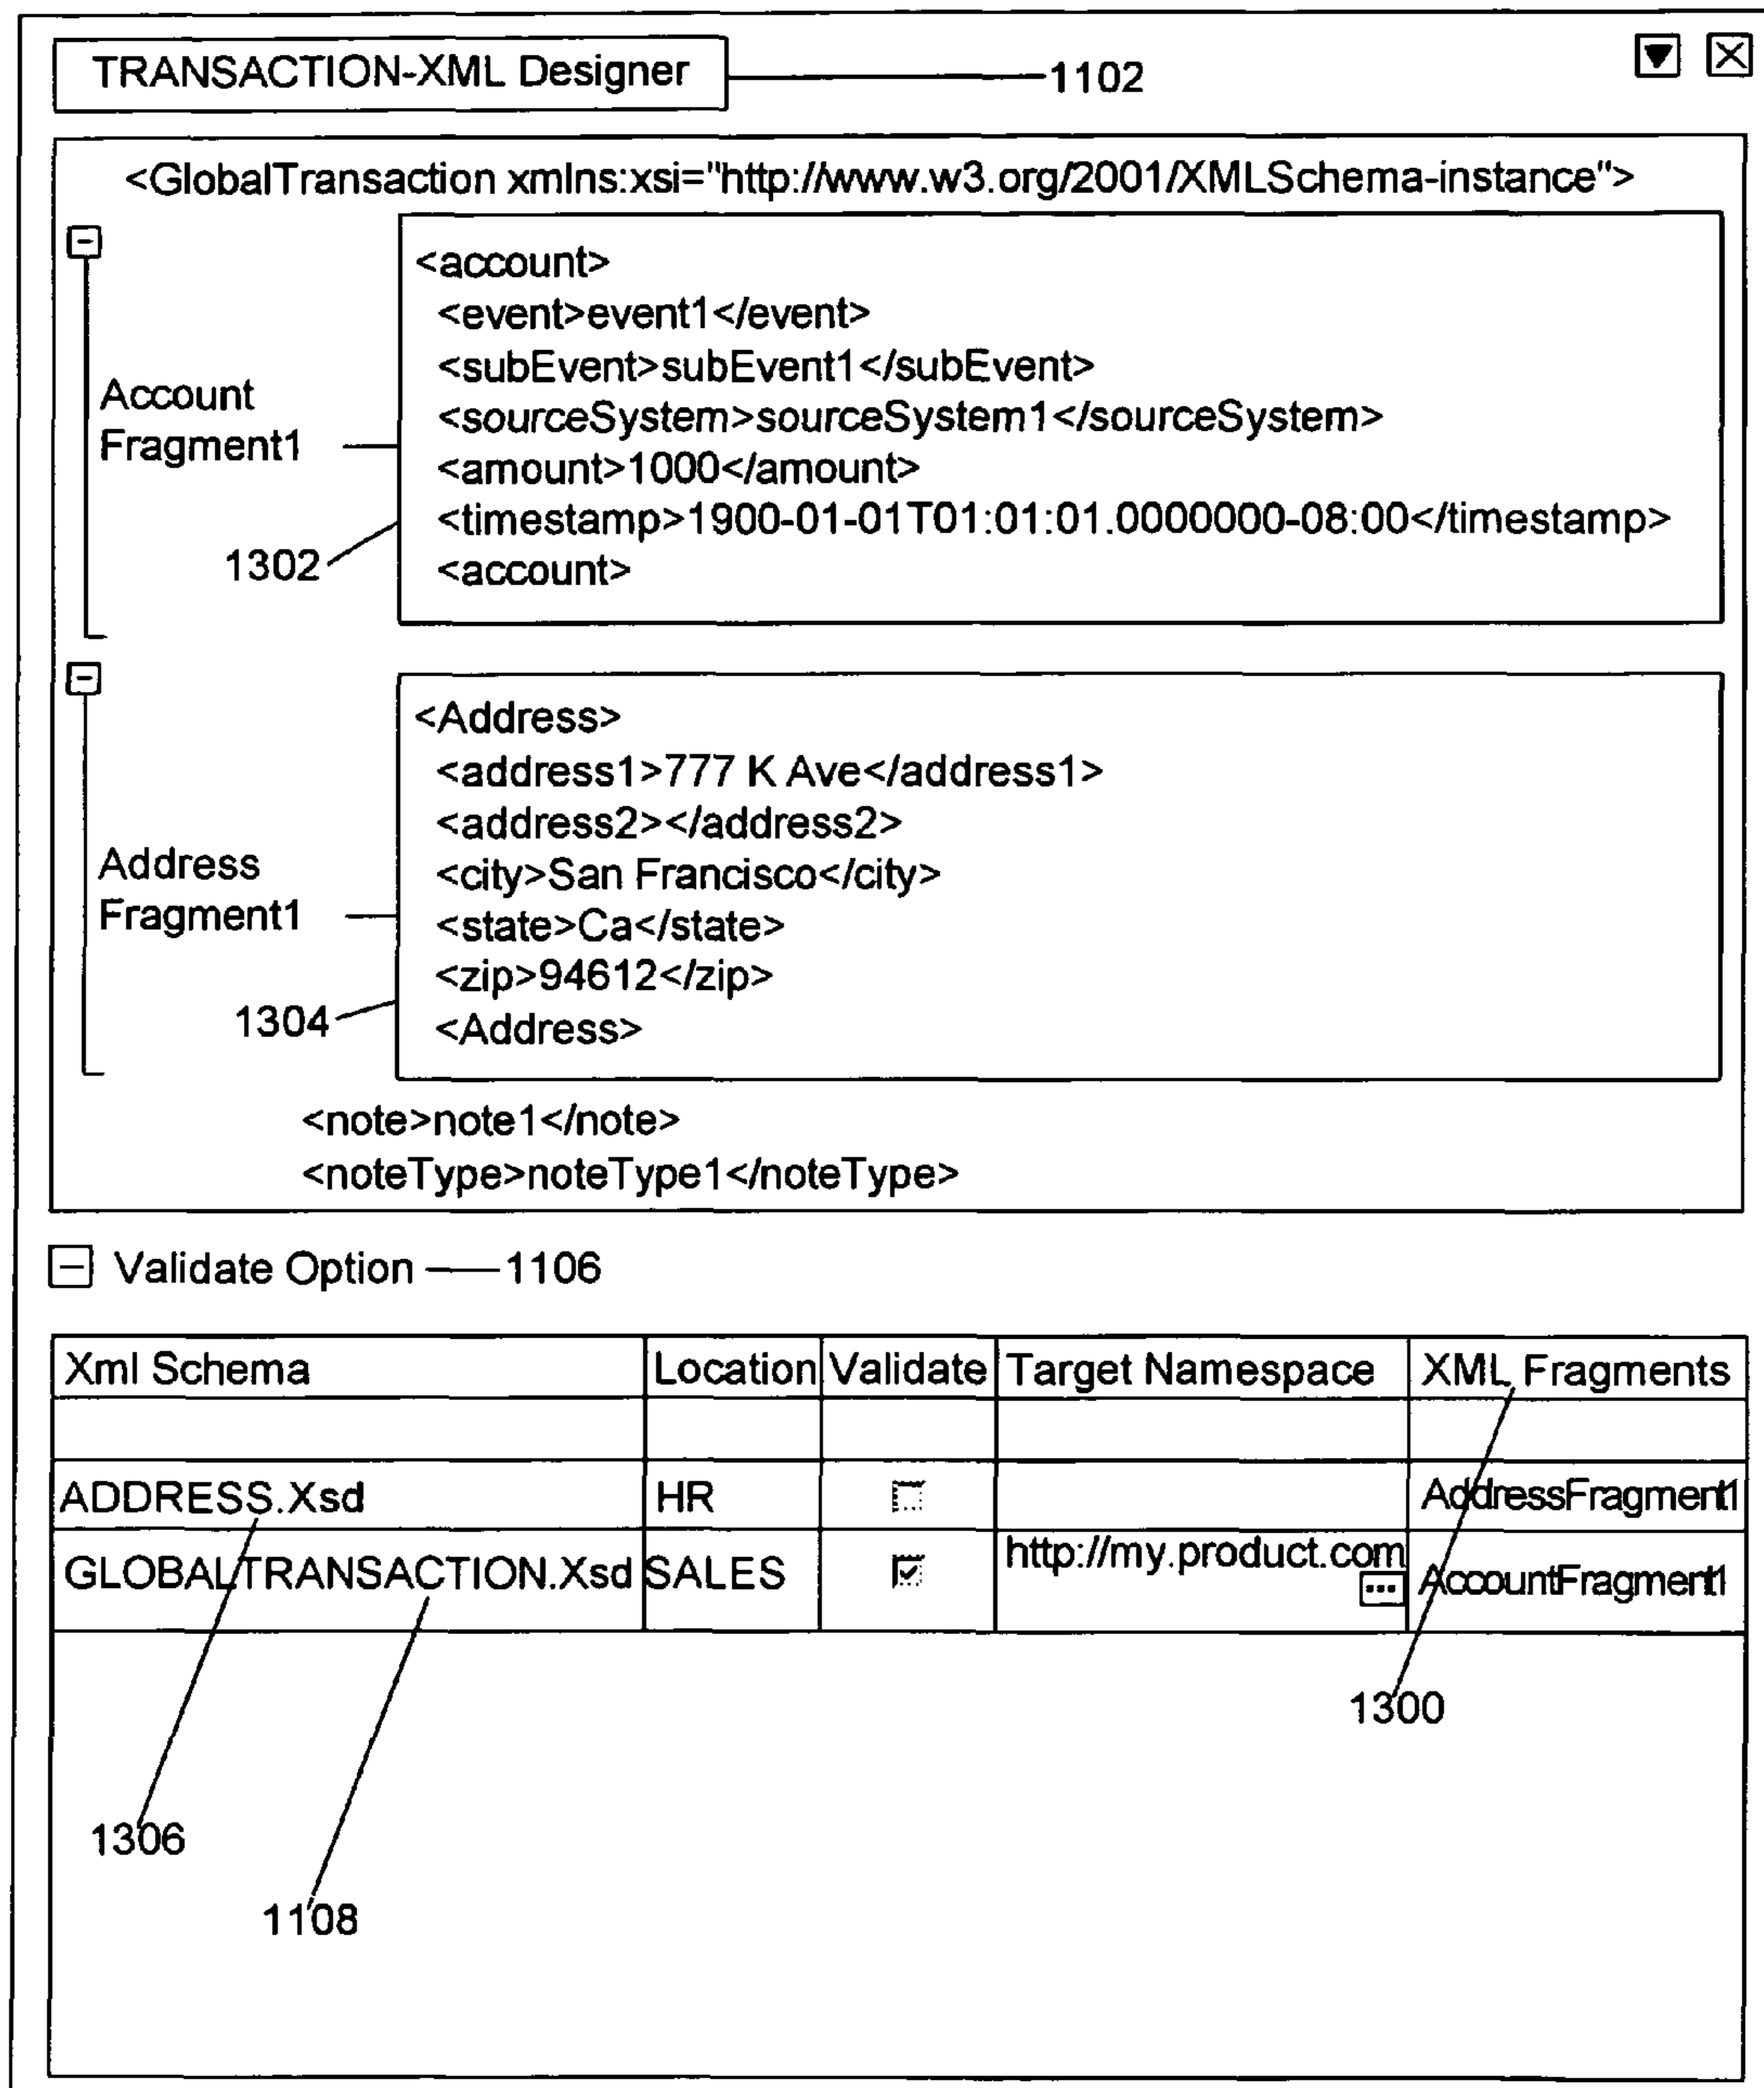 TRANSACTION-XML Designer 1102
<GlobalTransaction xmlns:xsi="http://www.w3.org/2001/XMLSchema-instance">
<account>
<event>event1</event>
<subEvent>subEvent1</subEvent>
Account
Fragment1
<sourceSystem>sourceSystem1</sourceSystem>
<amount>1000</amount>
<timestamp>1900-01-01T01:01:01.0000000-08:00</timestamp>
1302
<account>
<Address>
<address1>777 K Ave</address1>
<address2></address2>
Address
Fragment1
<city>San Francisco</city>
<state>Ca</state>
<zip>94612</zip>
1304
<Address>
<note>note1</note>
<noteType>noteType1</noteType>
Validate Option 1106
Xml Schema Location Validate Target Namespace XML Fragments
ADDRESS.Xsd HR AddressFragment1
GLOBALTRANSACTION.Xsd SALES http://my.product.com ... AccountFragment1
1300
1306
1108